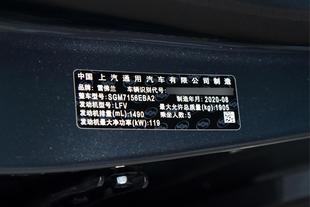 中国上汽通用汽车有限公司制造
品牌: 雪佛兰 车辆识别代号:
整车型号: SGM7156EBA2 制造年月: 2020-08
发动机型号: LFV 最大允许总质量(kg): 1905
发动机排量(mL): 1490 乘坐人数: 5
发动机最大净功率(kW): 119